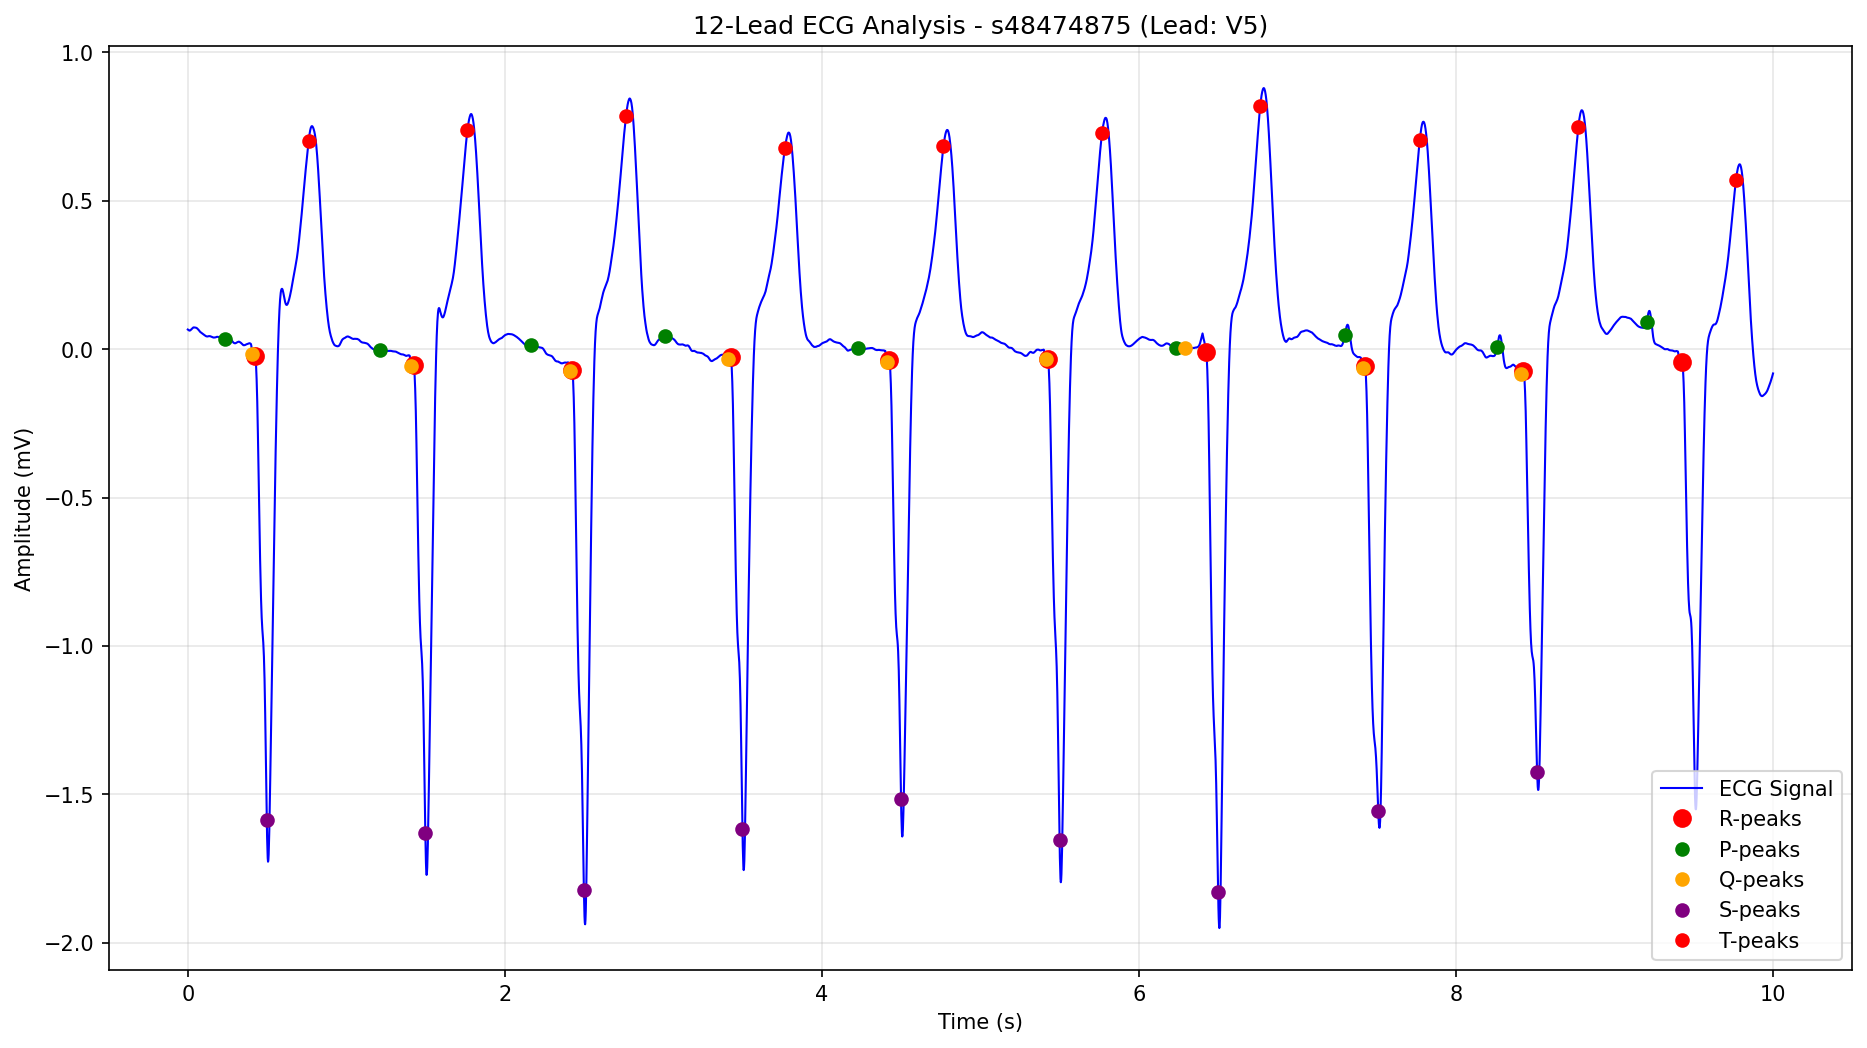 12-Lead ECG Analysis - s48474875 (Lead: V5)
Amplitude (mV)
1.0
0.5
0.0
−0.5
−1.0
−1.5
−2.0
0 2 4 6 8 10
Time (s)
ECG Signal
R-peaks
P-peaks
Q-peaks
S-peaks
T-peaks